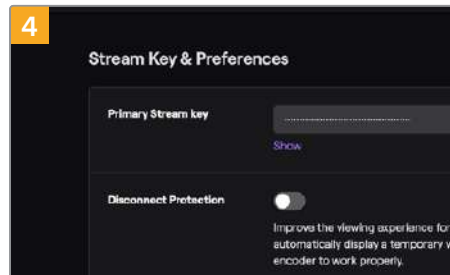 4
Stream Key & Preferences
Primary Stream key
Show
Disconnect Protection
Improve the viewing experience for
automatically display a temporary
encoder to work properly.